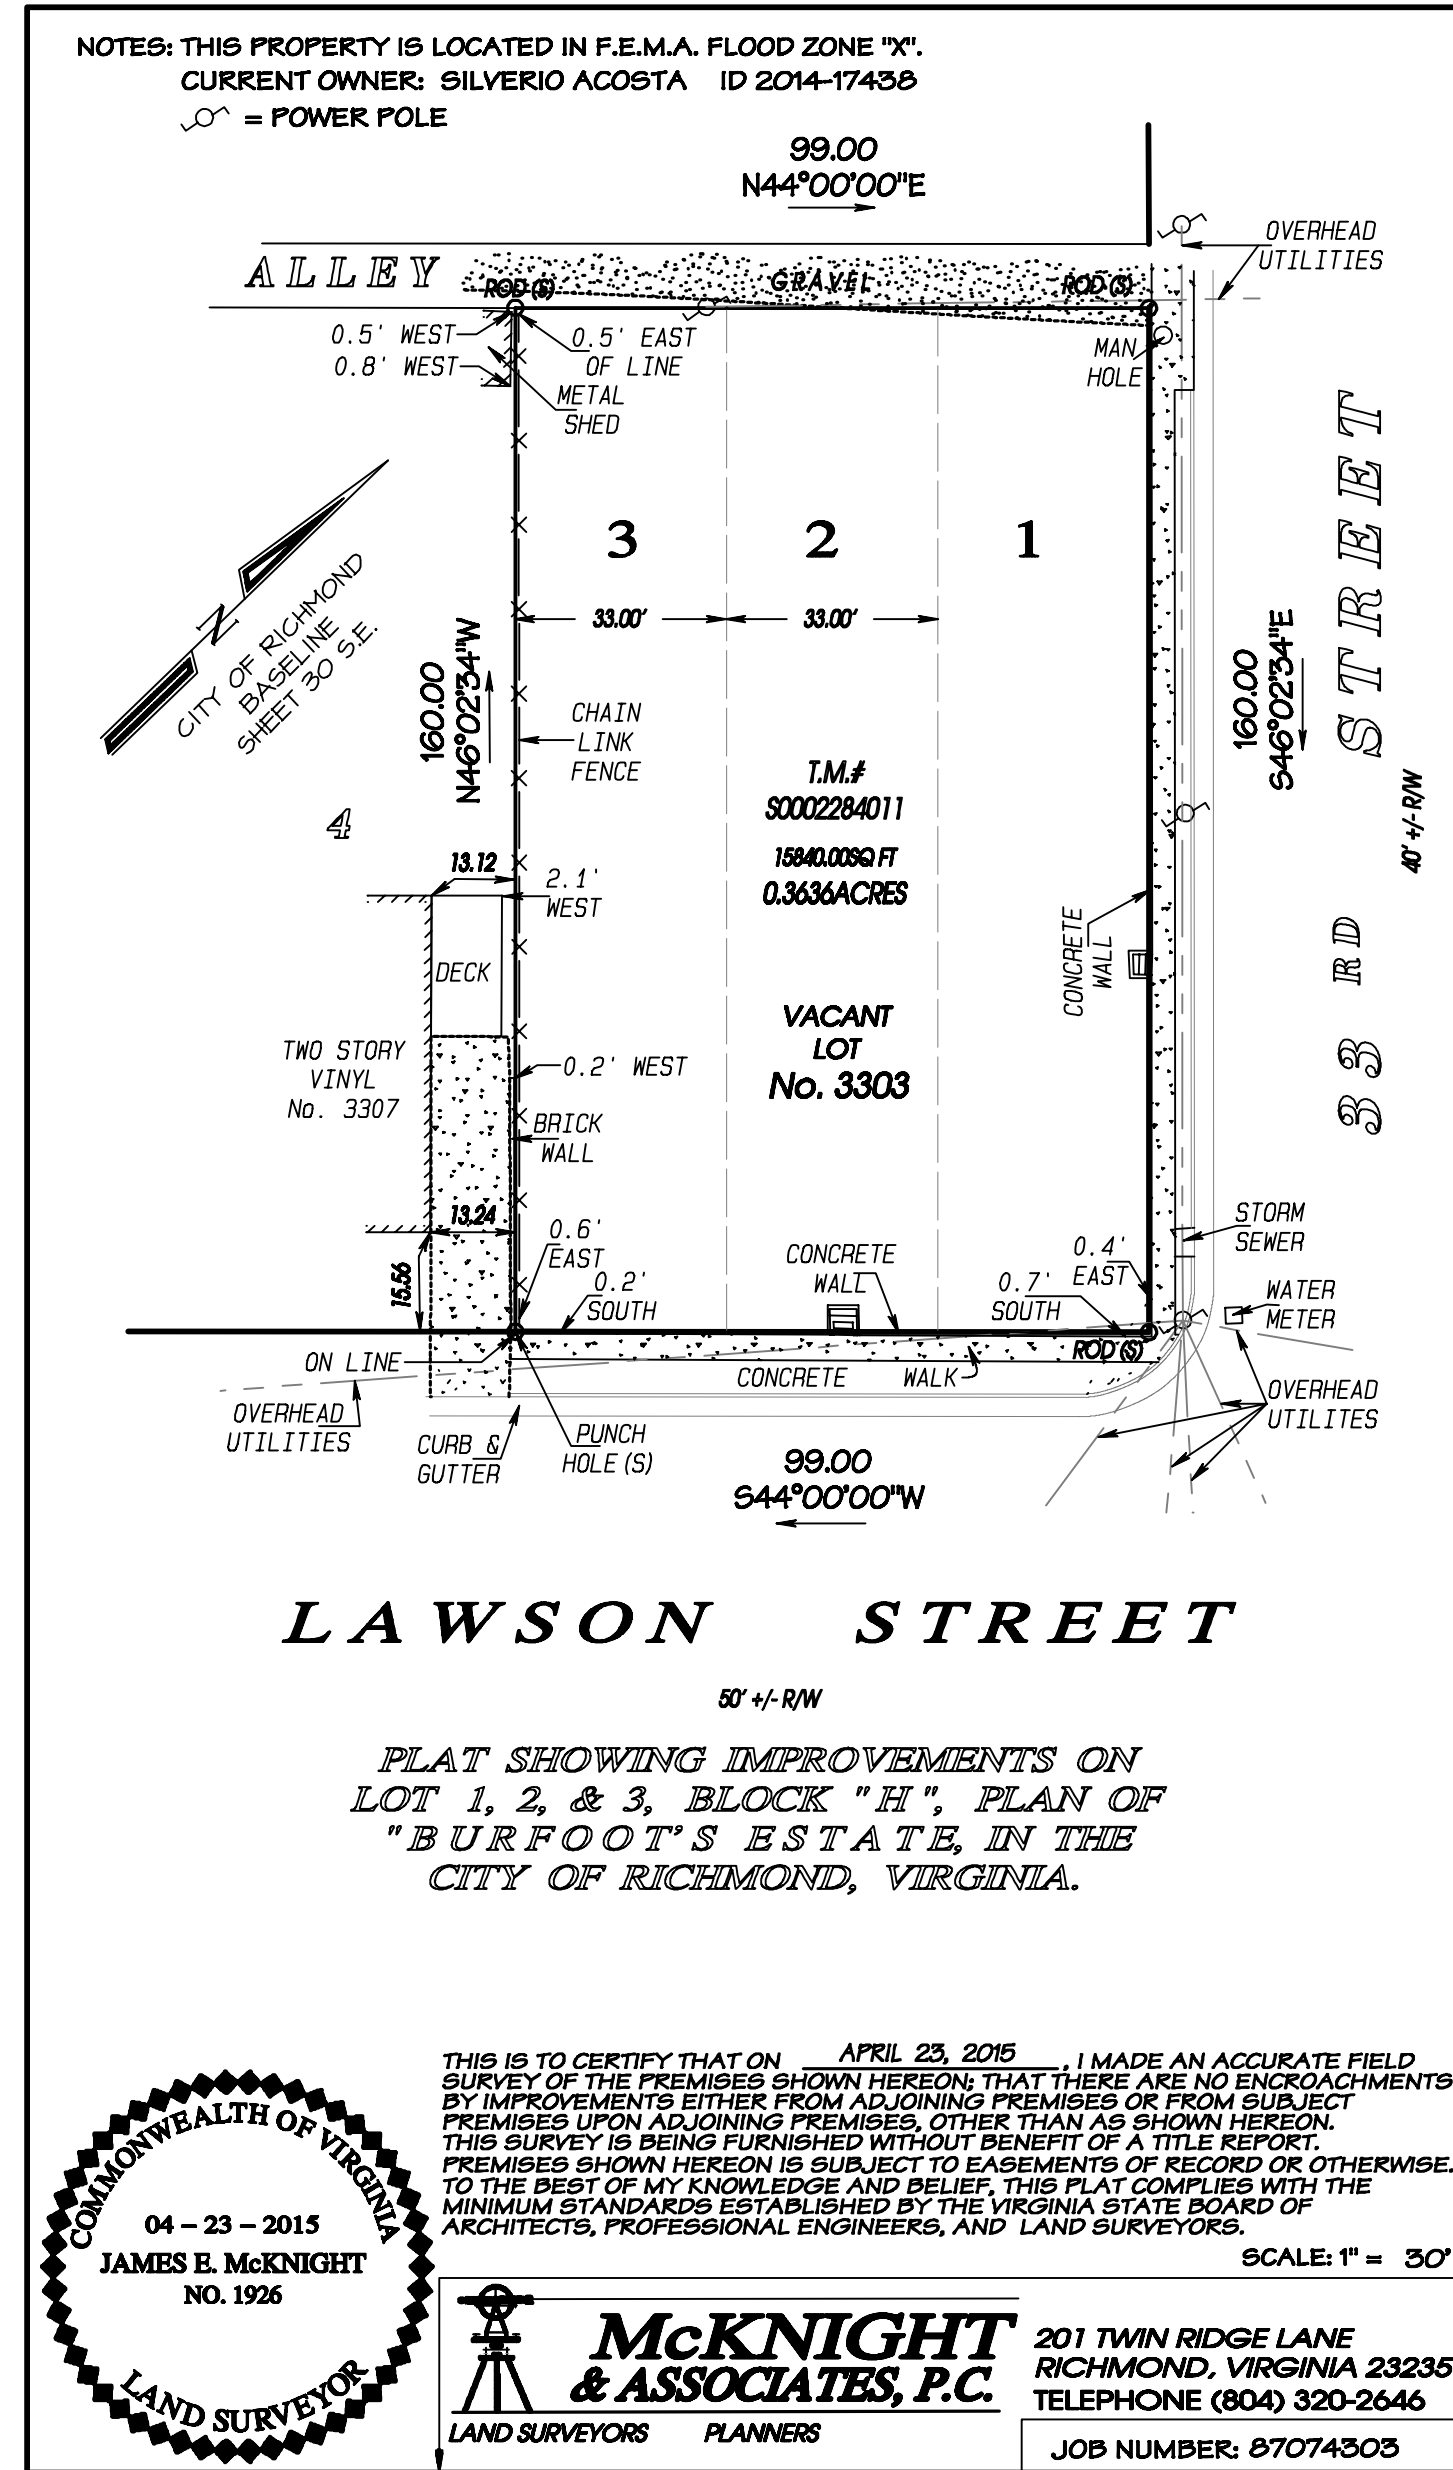 NOTES: THIS PROPERTY IS LOCATED IN F.E.M.A. FLOOD ZONE "X".
CURRENT OWNER: SILVERIO ACOSTA ID 2014-17438
= POWER POLE
99.00
N44°00'00"E
OVERHEAD
UTILITIES
ALLEY
GRAVEL
ROD(S)
ROD(S)
0.5' WEST
0.8' WEST
0.5' EAST
OF LINE
METAL
SHED
MAN
HOLE
3
2
1
33.00'
33.00'
N
CITY OF RICHMOND
BASELINE
SHEET 30 S.E.
160.00
N46°02'34"W
CHAIN
LINK
FENCE
160.00
S46°02'34"E
33 RD STREET
40' +/- R/W
T.M.#
S0002284011
15840.00SQ FT
0.3636ACRES
4
13.12
2.1'
WEST
DECK
CONCRETE
WALL
VACANT
LOT
No. 3303
TWO STORY
VINYL
No. 3307
0.2' WEST
BRICK
WALL
13.24
15.56
0.6'
EAST
0.2'
SOUTH
CONCRETE
WALL
0.4'
EAST
0.7'
SOUTH
STORM
SEWER
WATER
METER
ROD(S)
ON LINE
CONCRETE WALK
OVERHEAD
UTILITIES
CURB &
GUTTER
PUNCH
HOLE(S)
OVERHEAD
UTILITES
99.00
S44°00'00"W
LAWSON STREET
50' +/- R/W
PLAT SHOWING IMPROVEMENTS ON
LOT 1, 2, & 3, BLOCK "H", PLAN OF
"BURFOOT'S ESTATE, IN THE
CITY OF RICHMOND, VIRGINIA.
THIS IS TO CERTIFY THAT ON APRIL 23, 2015, I MADE AN ACCURATE FIELD
SURVEY OF THE PREMISES SHOWN HEREON; THAT THERE ARE NO ENCROACHMENTS
BY IMPROVEMENTS EITHER FROM ADJOINING PREMISES OR FROM SUBJECT
PREMISES UPON ADJOINING PREMISES, OTHER THAN AS SHOWN HEREON.
THIS SURVEY IS BEING FURNISHED WITHOUT BENEFIT OF A TITLE REPORT.
PREMISES SHOWN HEREON IS SUBJECT TO EASEMENTS OF RECORD OR OTHERWISE.
TO THE BEST OF MY KNOWLEDGE AND BELIEF, THIS PLAT COMPLIES WITH THE
MINIMUM STANDARDS ESTABLISHED BY THE VIRGINIA STATE BOARD OF
ARCHITECTS, PROFESSIONAL ENGINEERS, AND LAND SURVEYORS.
SCALE: 1" = 30'
COMMONWEALTH OF VIRGINIA
04 - 23 - 2015
JAMES E. McKNIGHT
NO. 1926
LAND SURVEYOR
McKNIGHT
& ASSOCIATES, P.C.
LAND SURVEYORS PLANNERS
201 TWIN RIDGE LANE
RICHMOND, VIRGINIA 23235
TELEPHONE (804) 320-2646
JOB NUMBER: 87074303